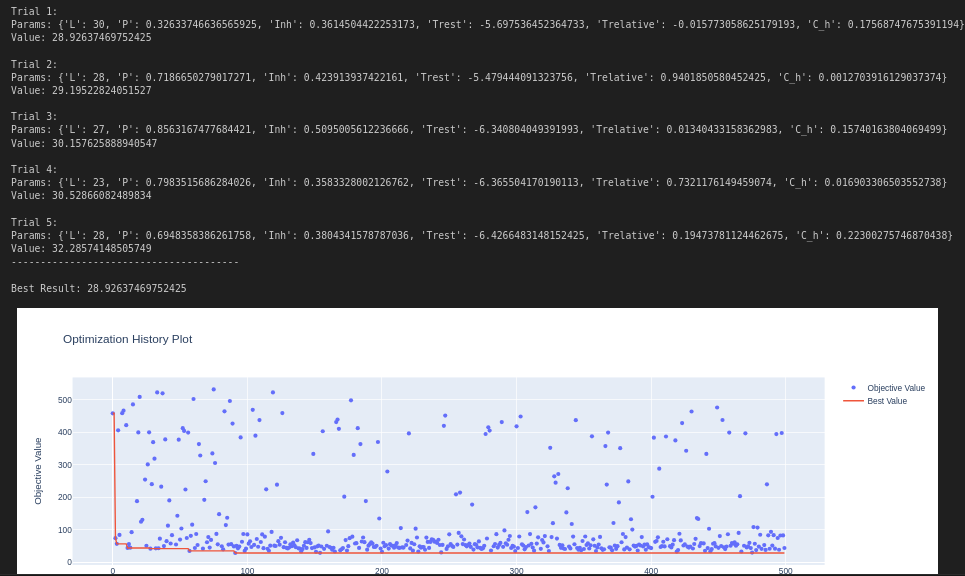 Trial 1:
Params: {'L': 30, 'P': 0.32633746636565925, 'Inh': 0.3614504422253173, 'Trest': -5.697536452364733, 'Trelative': -0.015773058625179193, 'C_h': 0.17568747675391194}
Value: 28.92637469752425
Trial 2:
Params: {'L': 28, 'P': 0.7186650279017271, 'Inh': 0.423913937422161, 'Trest': -5.479444091323756, 'Trelative': 0.9401850580452425, 'C_h': 0.0012703916129037374}
Value: 29.19522824051527
Trial 3:
Params: {'L': 27, 'P': 0.8563167477684421, 'Inh': 0.5095005612236666, 'Trest': -6.340804049391993, 'Trelative': 0.01340433158362983, 'C_h': 0.15740163804069499}
Value: 30.157625888940547
Trial 4:
Params: {'L': 23, 'P': 0.7983515686284026, 'Inh': 0.3583328002126762, 'Trest': -6.365504170190113, 'Trelative': 0.7321176149459074, 'C_h': 0.016903306503552738}
Value: 30.52866082489834
Trial 5:
Params: {'L': 28, 'P': 0.6948358386261758, 'Inh': 0.3804341578787036, 'Trest': -6.4266483148152425, 'Trelative': 0.19473781124462675, 'C_h': 0.22300275746870438}
Value: 32.28574148505749
---------------------------------------
Best Result: 28.92637469752425
Optimization History Plot
Objective Value
Best Value
Objective Value
500
400
300
200
100
0
0
100
200
300
400
500